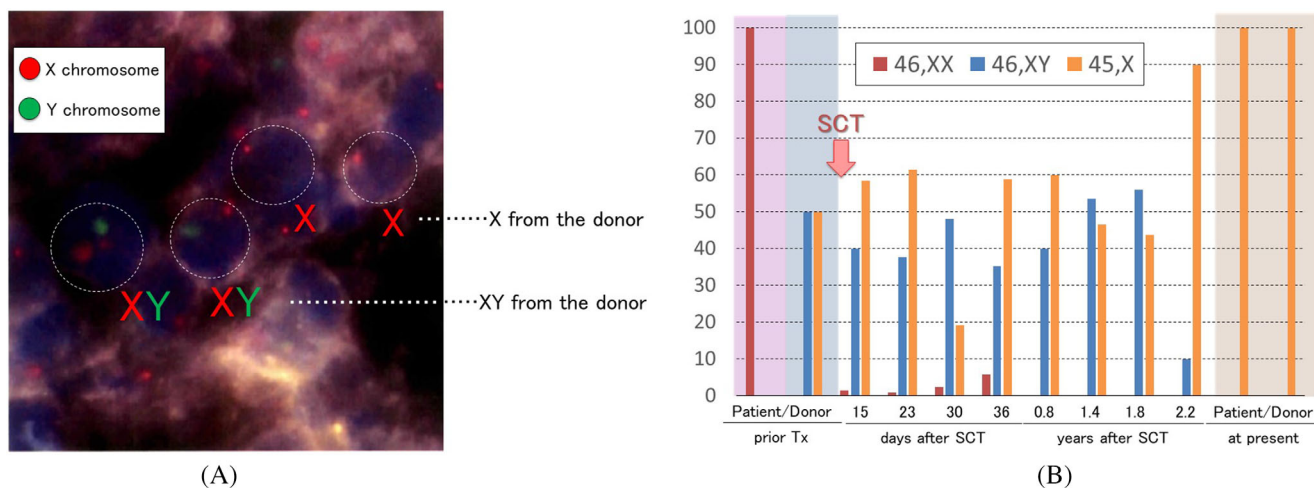 X chromosome
Y chromosome
X
X
X from the donor
XY
XY
XY from the donor
(A)
100
90
80
70
60
50
40
30
20
10
0
46,XX 46,XY 45,X
SCT
Patient/Donor 15 23 30 36 0.8 1.4 1.8 2.2 Patient/Donor
prior Tx days after SCT years after SCT at present
(B)